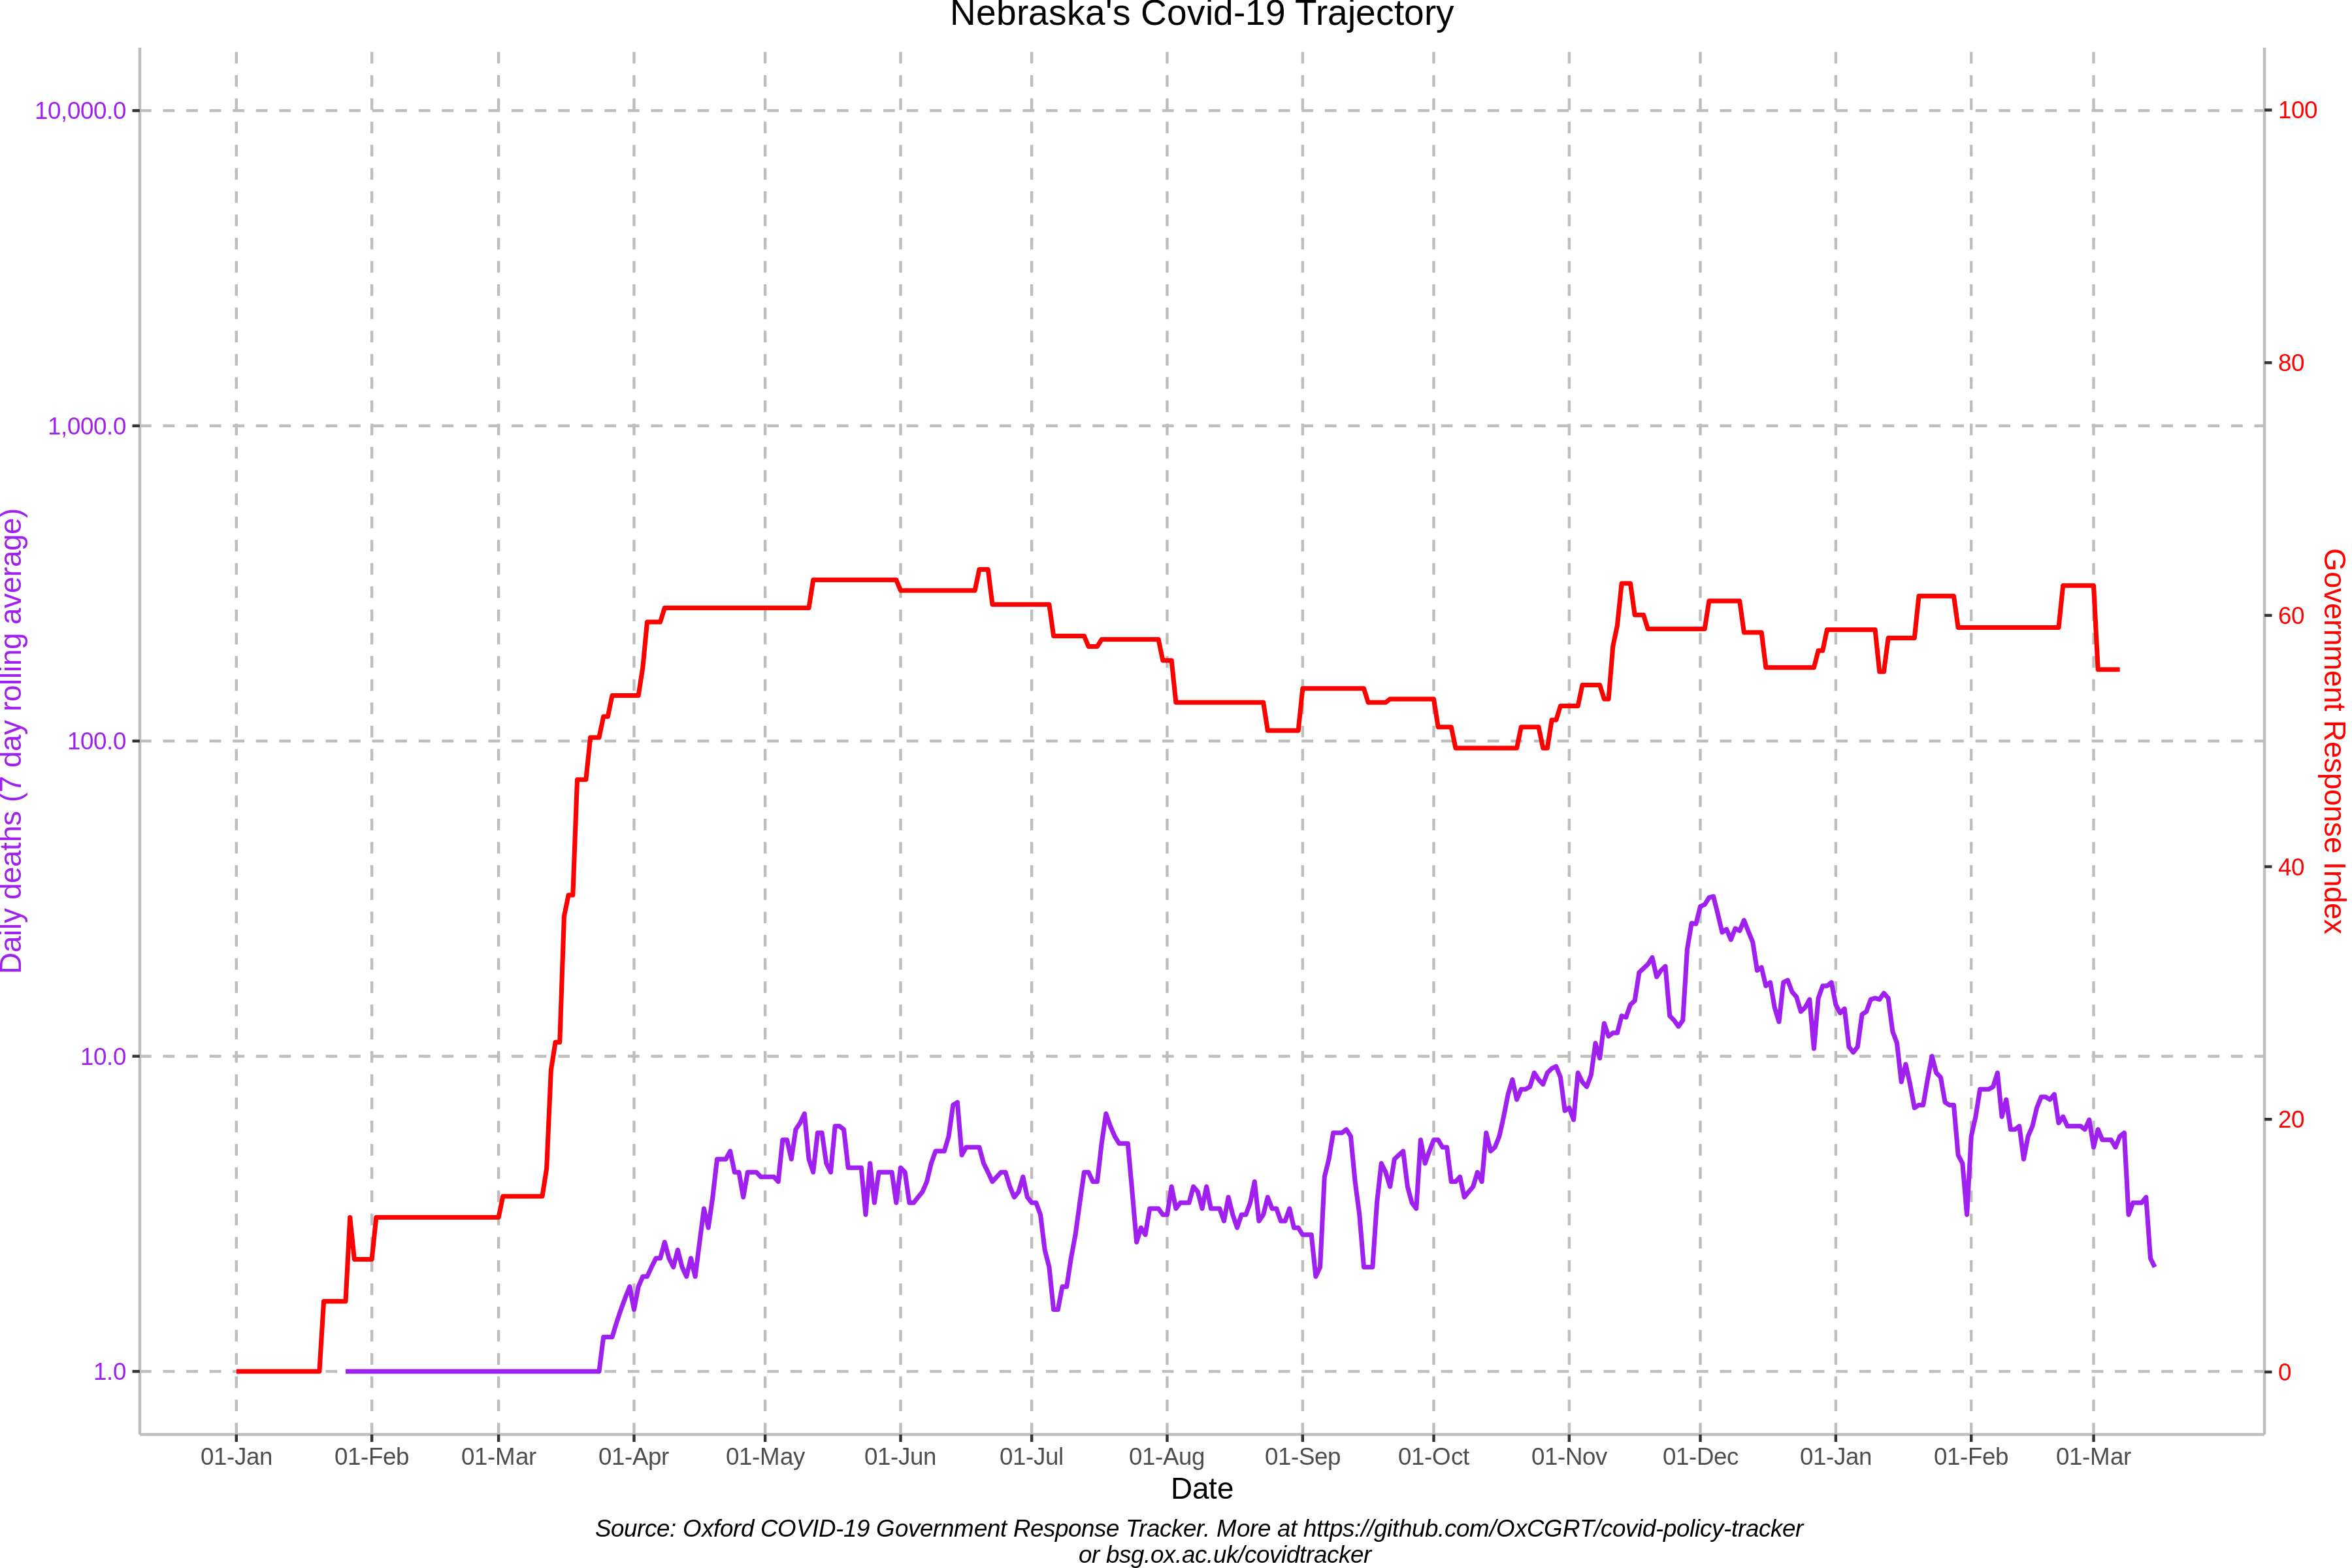 Nebraska's Covid-19 Trajectory
10,000.0
1,000.0
100.0
10.0
1.0
Daily deaths (7 day rolling average)
100
80
60
40
20
0
Government Response Index
01-Jan 01-Feb 01-Mar 01-Apr 01-May 01-Jun 01-Jul 01-Aug 01-Sep 01-Oct 01-Nov 01-Dec 01-Jan 01-Feb 01-Mar
Date
Source: Oxford COVID-19 Government Response Tracker. More at https://github.com/OxCGRT/covid-policy-tracker
or bsg.ox.ac.uk/covidtracker